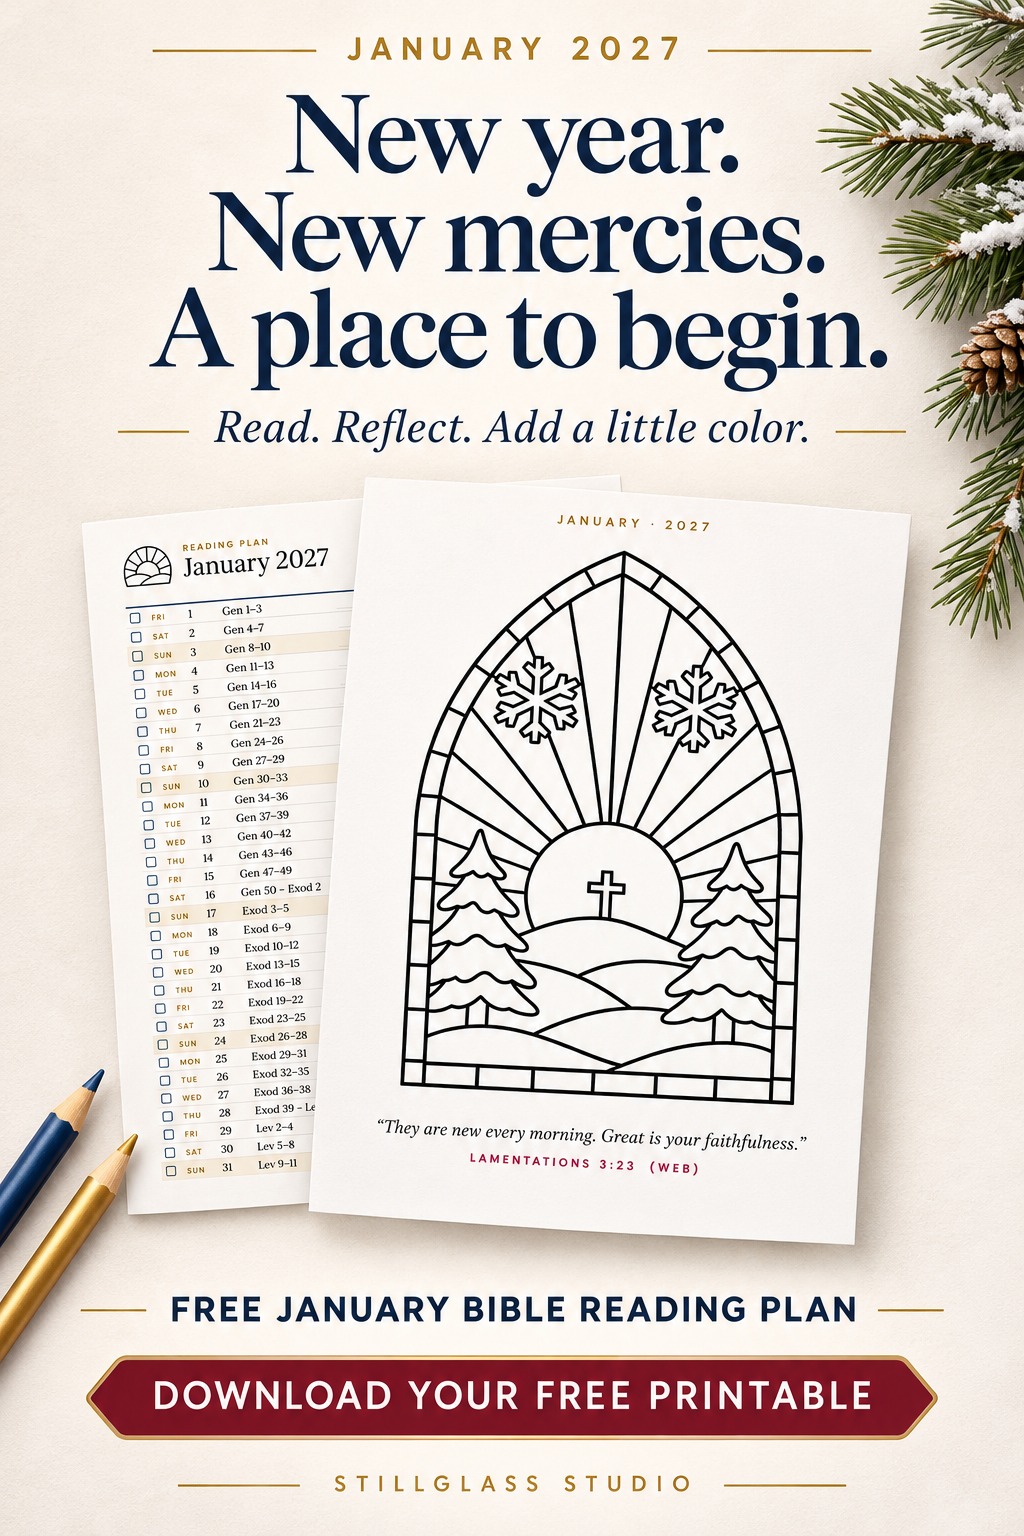 JANUARY 2027
New year.
New mercies.
A place to begin.
Read. Reflect. Add a little color.
READING PLAN
January 2027
FRI 1 Gen 1–3
SAT 2 Gen 4–7
SUN 3 Gen 8–10
MON 4 Gen 11–13
TUE 5 Gen 14–16
WED 6 Gen 17–20
THU 7 Gen 21–23
FRI 8 Gen 24–26
SAT 9 Gen 27–29
SUN 10 Gen 30–33
MON 11 Gen 34–36
TUE 12 Gen 37–39
WED 13 Gen 40–42
THU 14 Gen 43–46
FRI 15 Gen 47–49
SAT 16 Gen 50 – Exod 2
SUN 17 Exod 3–5
MON 18 Exod 6–9
TUE 19 Exod 10–12
WED 20 Exod 13–15
THU 21 Exod 16–18
FRI 22 Exod 19–22
SAT 23 Exod 23–25
SUN 24 Exod 26–28
MON 25 Exod 29–31
TUE 26 Exod 32–35
WED 27 Exod 36–38
THU 28 Exod 39 – Le
FRI 29 Lev 2–4
SAT 30 Lev 5–8
SUN 31 Lev 9–11
JANUARY · 2027
“They are new every morning. Great is your faithfulness.”
LAMENTATIONS 3:23 (WEB)
FREE JANUARY BIBLE READING PLAN
DOWNLOAD YOUR FREE PRINTABLE
STILLGLASS STUDIO